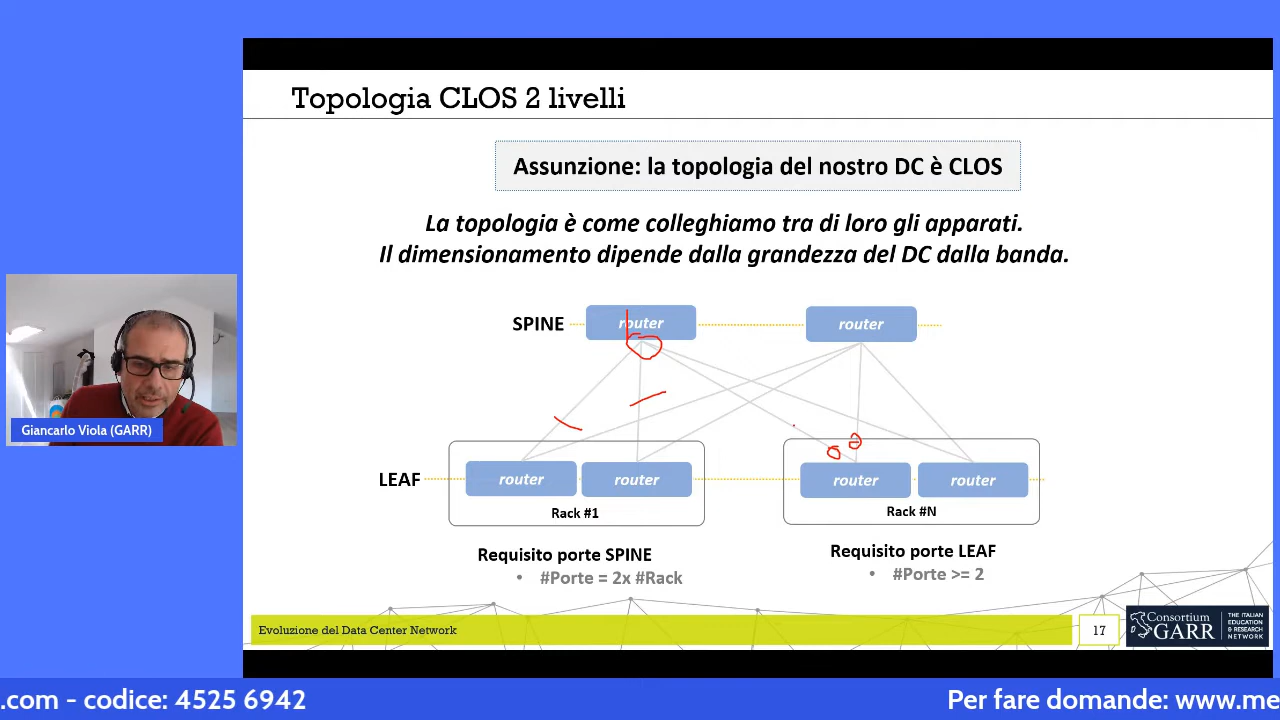 Topologia CLOS 2 livelli
Assunzione: la topologia del nostro DC è CLOS
La topologia è come colleghiamo tra di loro gli apparati.
Il dimensionamento dipende dalla grandezza del DC dalla banda.
SPINE
router
router
LEAF
router
router
router
router
Rack #1
Rack #N
Requisito porte SPINE
• #Porte = 2x #Rack
Requisito porte LEAF
• #Porte >= 2
Giancarlo Viola (GARR)
Evoluzione del Data Center Network
17
Consortium
GARR
THE ITALIAN
EDUCATION
& RESEARCH
NETWORK
.com - codice: 4525 6942
Per fare domande: www.me